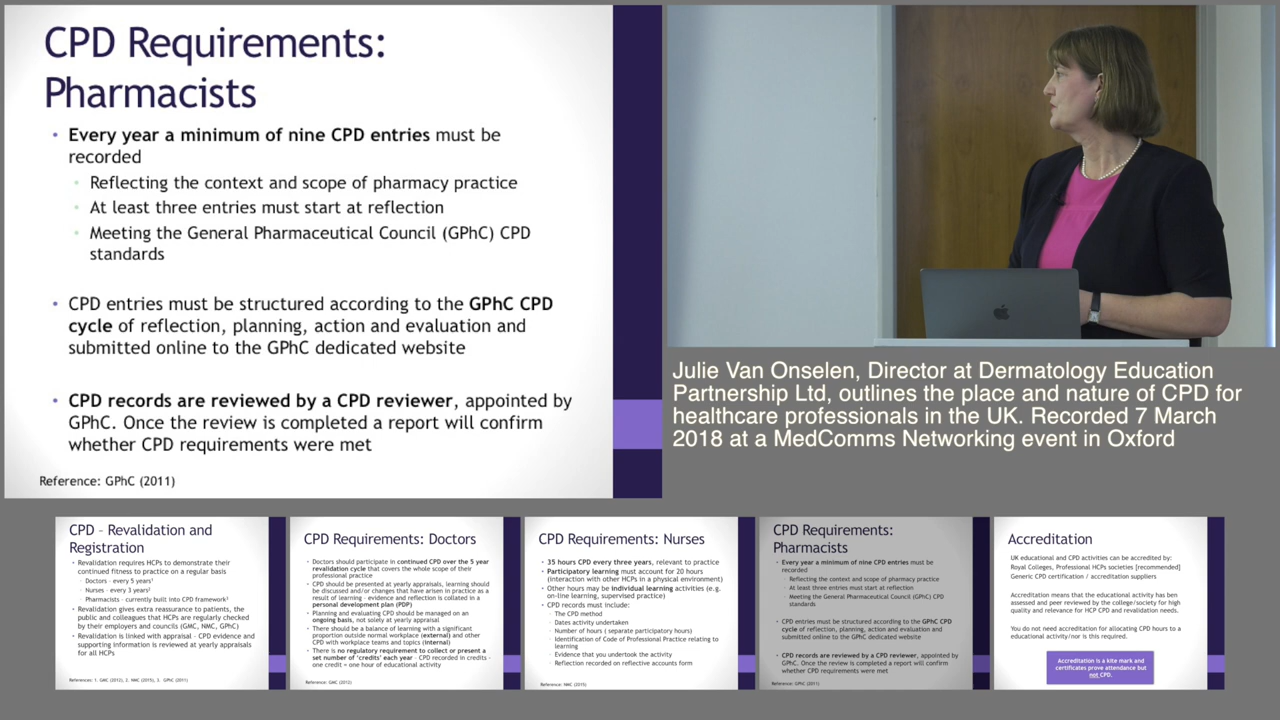 CPD Requirements:
Pharmacists
• Every year a minimum of nine CPD entries must be
recorded
Reflecting the context and scope of pharmacy practice
At least three entries must start at reflection
Meeting the General Pharmaceutical Council (GPhC) CPD
standards
• CPD entries must be structured according to the GPhC CPD
cycle of reflection, planning, action and evaluation and
submitted online to the GPhC dedicated website
• CPD records are reviewed by a CPD reviewer, appointed by
GPhC. Once the review is completed a report will confirm
whether CPD requirements were met
Reference: GPhC (2011)
Julie Van Onselen, Director at Dermatology Education
Partnership Ltd, outlines the place and nature of CPD for
healthcare professionals in the UK. Recorded 7 March
2018 at a MedComms Networking event in Oxford
CPD - Revalidation and
Registration
• Revalidation requires HCPs to demonstrate their
continued fitness to practice on a regular basis
Doctors - every 5 years¹
Nurses - every 3 years²
Pharmacists - currently built into CPD framework³
• Revalidation gives extra reassurance to patients, the
public and colleagues that HCPs are regularly checked
by their employers and councils (GMC, NMC, GPhC)
• Revalidation is linked with appraisal - CPD evidence and
supporting information is reviewed at yearly appraisals
for all HCPs
References: 1. GMC (2012), 2. NMC (2015), 3. GPhC (2011)
CPD Requirements: Doctors
• Doctors should participate in continued CPD over the 5 year
revalidation cycle that covers the whole scope of their
professional practice
• CPD should be presented at yearly appraisals, learning should
be discussed and/or changes that have arisen in practice as a
result of learning - evidence and reflection is collated in a
personal development plan (PDP)
• Planning and evaluating CPD should be managed on an
ongoing basis, not solely at yearly appraisal
• There should be a balance of learning with a significant
proportion outside normal workplace (external) and other
CPD with workplace teams and topics (internal)
• There is no regulatory requirement to collect or present a
set number of 'credits' each year - CPD recorded in credits -
one credit = one hour of educational activity
Reference: GMC (2012)
CPD Requirements: Nurses
• 35 hours CPD every three years, relevant to practice
• Participatory learning must account for 20 hours
(interaction with other HCPs in a physical environment)
• Other hours may be individual learning activities (e.g.
on-line learning, supervised practice)
• CPD records must include:
The CPD method
Dates activity undertaken
Number of hours ( separate participatory hours)
Identification of Code of Professional Practice relating to
learning
Evidence that you undertook the activity
Reflection recorded on reflective accounts form
Reference: NMC (2015)
CPD Requirements:
Pharmacists
• Every year a minimum of nine CPD entries must be
recorded
Reflecting the context and scope of pharmacy practice
At least three entries must start at reflection
Meeting the General Pharmaceutical Council (GPhC) CPD
standards
• CPD entries must be structured according to the GPhC CPD
cycle of reflection, planning, action and evaluation and
submitted online to the GPhC dedicated website
• CPD records are reviewed by a CPD reviewer, appointed by
GPhC. Once the review is completed a report will confirm
whether CPD requirements were met
Reference: GPhC (2011)
Accreditation
UK educational and CPD activities can be accredited by:
Royal Colleges, Professional HCPs societies [recommended]
Generic CPD certification / accreditation suppliers
Accreditation means that the educational activity has
been assessed and peer reviewed by the college/society for high
quality and relevance for HCP CPD and revalidation needs.
You do not need accreditation for allocating CPD hours to a
educational activity/nor is this required.
Accreditation is a kite mark and
certificates prove attendance but
not CPD.